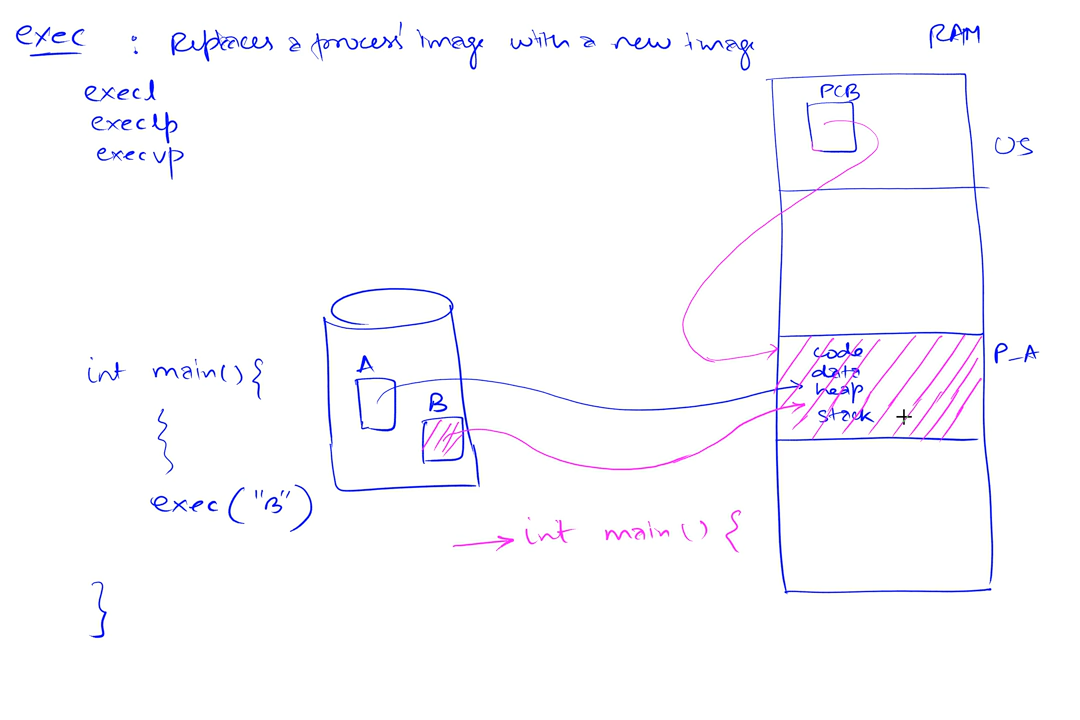 exec : Replaces a process' image with a new image
execl
execlp
execvp
RAM
PCB
OS
P_A
code
data
heap
stack
A
B
int main() {
exec("B")
}
int main() {